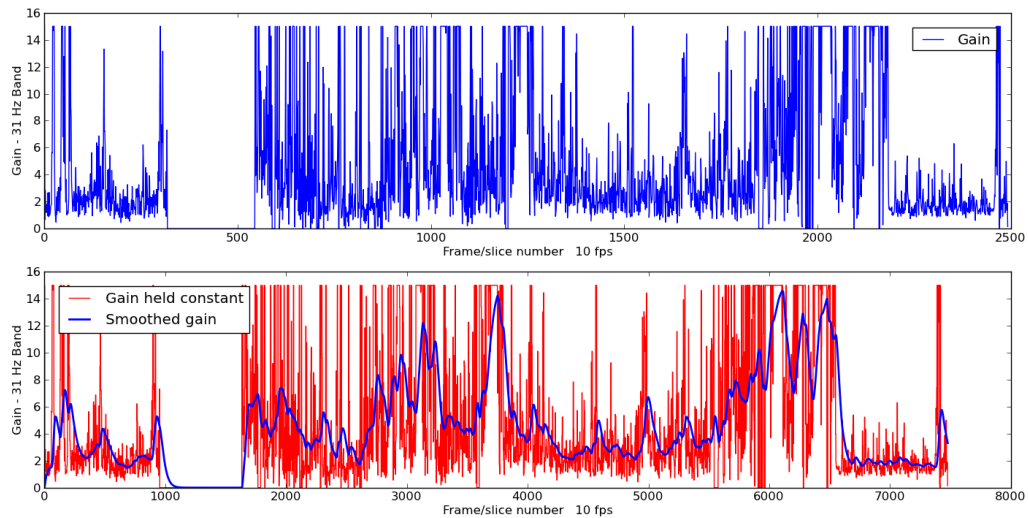 16
14
12
10
8
6
4
2
0
Gain - 31 Hz Band
Gain
0 500 1000 1500 2000 2500
Frame/slice number   10 fps
16
14
12
10
8
6
4
2
0
Gain - 31 Hz Band
Gain held constant
Smoothed gain
0 1000 2000 3000 4000 5000 6000 7000 8000
Frame/slice number   10 fps